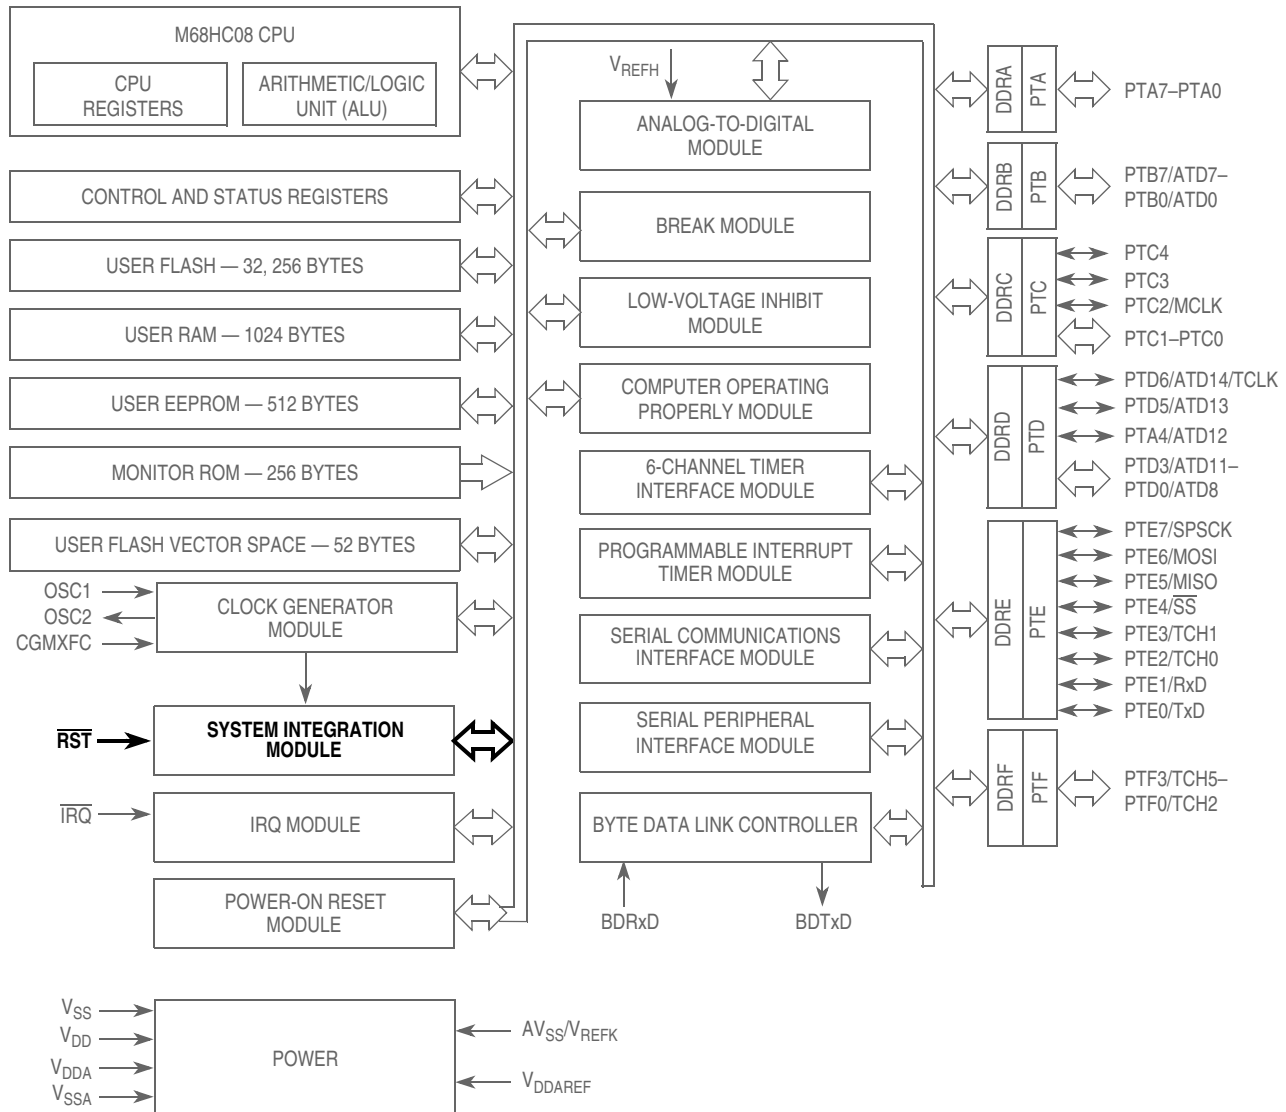 M68HC08 CPU
CPU
REGISTERS
ARITHMETIC/LOGIC
UNIT (ALU)
CONTROL AND STATUS REGISTERS
USER FLASH — 32, 256 BYTES
USER RAM — 1024 BYTES
USER EEPROM — 512 BYTES
MONITOR ROM — 256 BYTES
USER FLASH VECTOR SPACE — 52 BYTES
OSC1
OSC2
CGMXFC
CLOCK GENERATOR
MODULE
RST
SYSTEM INTEGRATION
MODULE
IRQ
IRQ MODULE
POWER-ON RESET
MODULE
VSS
VDD
VDDA
VSSA
POWER
AVSS/VREFK
VDDAREF
VREFH
ANALOG-TO-DIGITAL
MODULE
BREAK MODULE
LOW-VOLTAGE INHIBIT
MODULE
COMPUTER OPERATING
PROPERLY MODULE
6-CHANNEL TIMER
INTERFACE MODULE
PROGRAMMABLE INTERRUPT
TIMER MODULE
SERIAL COMMUNICATIONS
INTERFACE MODULE
SERIAL PERIPHERAL
INTERFACE MODULE
BYTE DATA LINK CONTROLLER
BDRxD
BDTxD
DDRA
PTA
PTA7–PTA0
DDRB
PTB
PTB7/ATD7–
PTB0/ATD0
DDRC
PTC
PTC4
PTC3
PTC2/MCLK
PTC1–PTC0
DDRD
PTD
PTD6/ATD14/TCLK
PTD5/ATD13
PTA4/ATD12
PTD3/ATD11–
PTD0/ATD8
DDRE
PTE
PTE7/SPSCK
PTE6/MOSI
PTE5/MISO
PTE4/SS
PTE3/TCH1
PTE2/TCH0
PTE1/RxD
PTE0/TxD
DDRF
PTF
PTF3/TCH5–
PTF0/TCH2